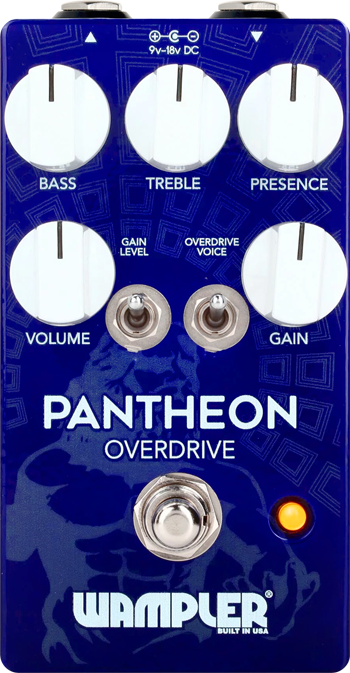 9v-18v DC
BASS
TREBLE
PRESENCE
GAIN
LEVEL
OVERDRIVE
VOICE
VOLUME
GAIN
PANTHEON
OVERDRIVE
WAMPLER®
BUILT IN USA